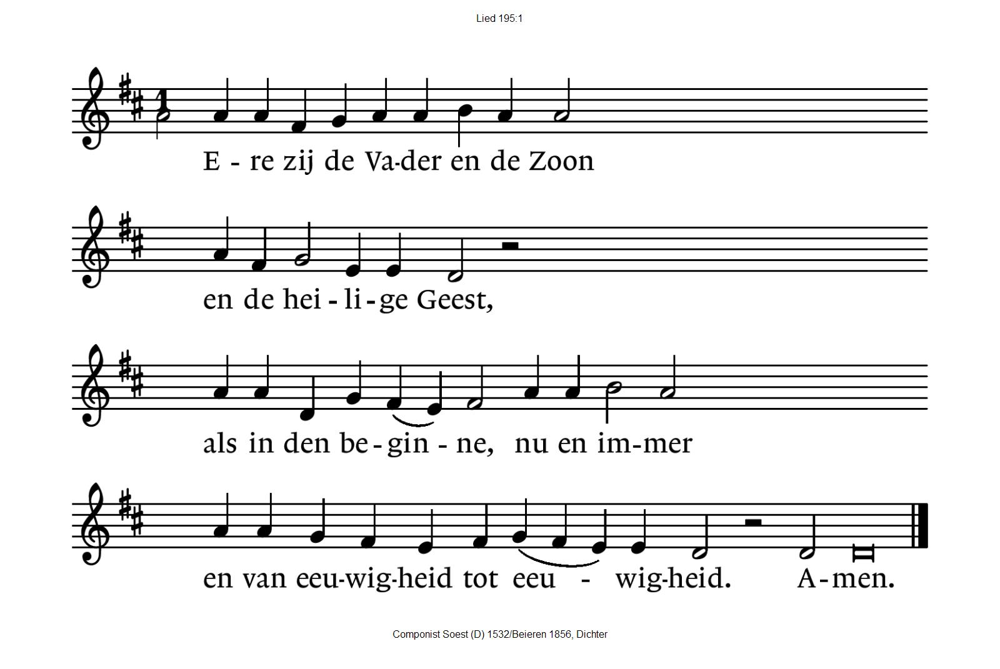 Lied 195:1
1
E - re zij de Va-der en de Zoon
en de hei - li - ge Geest,
als in den be - gin - ne, nu en im-mer
en van eeu-wig-heid tot eeu - wig-heid. A-men.
Componist Soest (D) 1532/Beieren 1856, Dichter